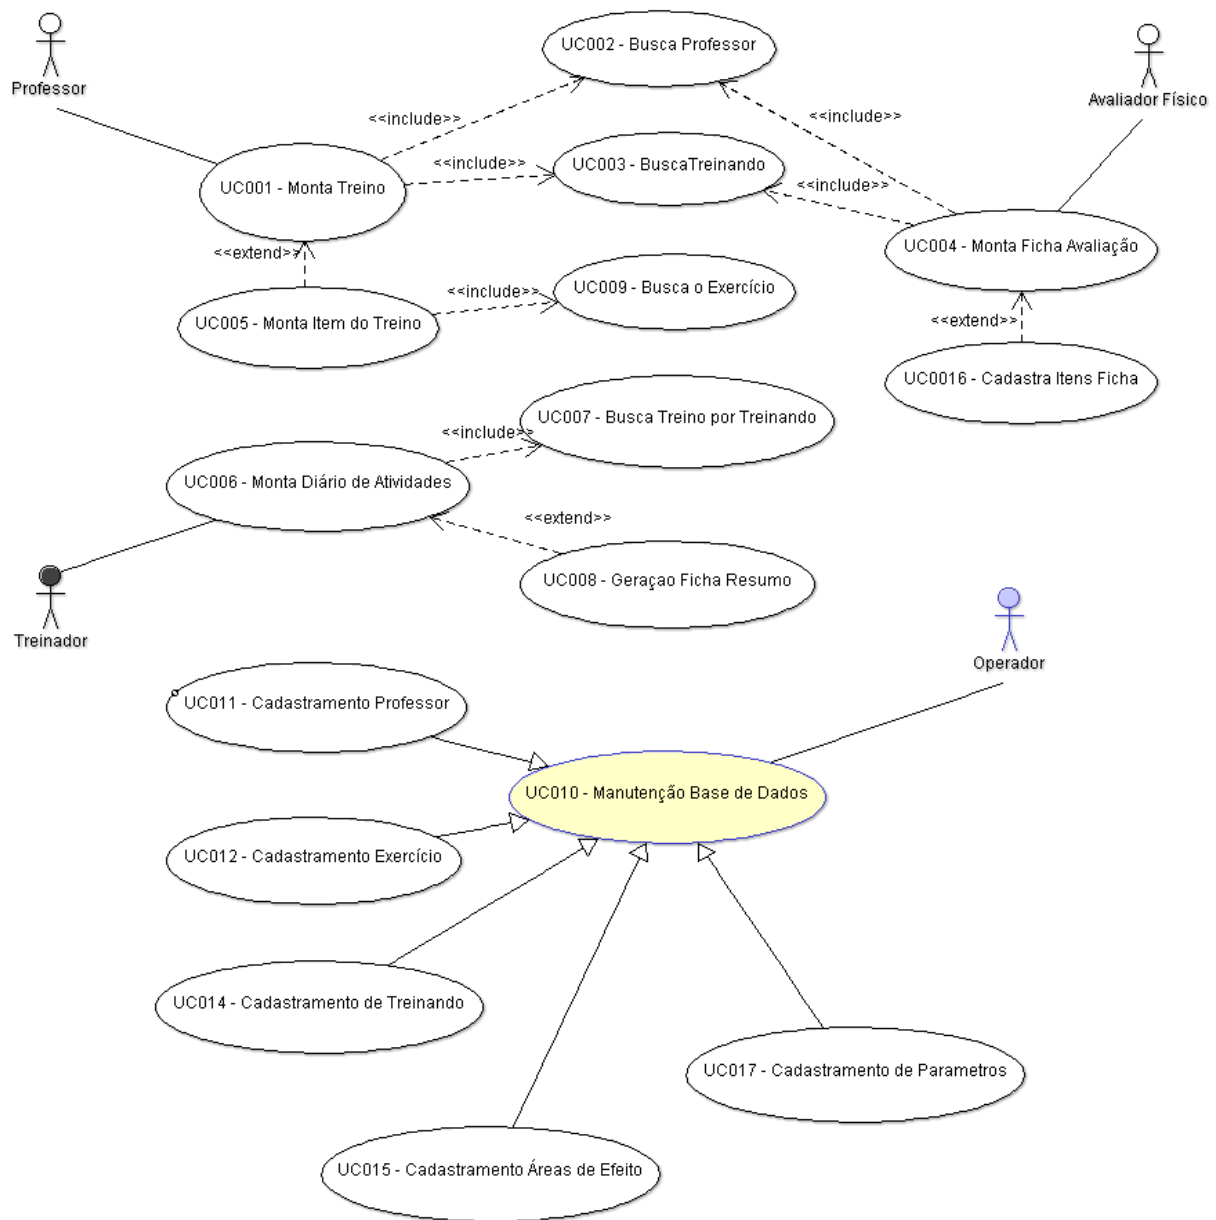 UC002 - Busca Professor
Professor
Avaliador Físico
<<include>>
<<include>>
<<include>>
UC003 - BuscaTreinando
<<include>>
UC001 - Monta Treino
UC004 - Monta Ficha Avaliação
<<extend>>
<<include>>
UC009 - Busca o Exercício
UC005 - Monta Item do Treino
<<extend>>
UC0016 - Cadastra Itens Ficha
UC007 - Busca Treino por Treinando
<<include>>
UC006 - Monta Diário de Atividades
<<extend>>
UC008 - Geraçao Ficha Resumo
Treinador
Operador
UC011 - Cadastramento Professor
UC010 - Manutenção Base de Dados
UC012 - Cadastramento Exercício
UC014 - Cadastramento de Treinando
UC017 - Cadastramento de Parametros
UC015 - Cadastramento Áreas de Efeito